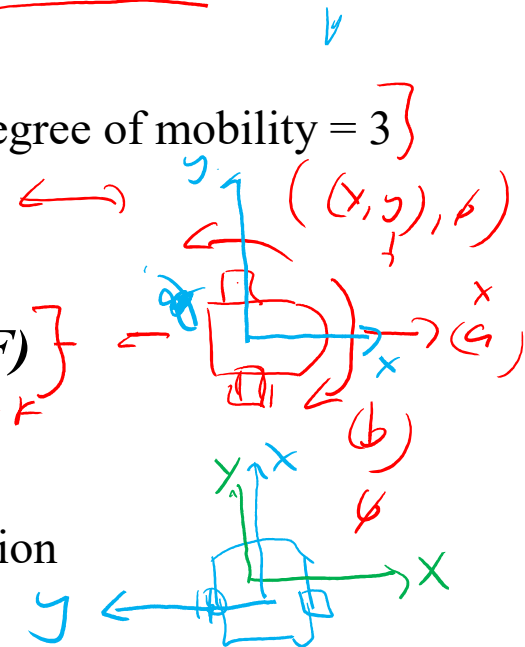 egree of mobility = 3]
y
((x, y), φ)
x
F)]
x
(a)
(b)
φ
y x
ion
X
y